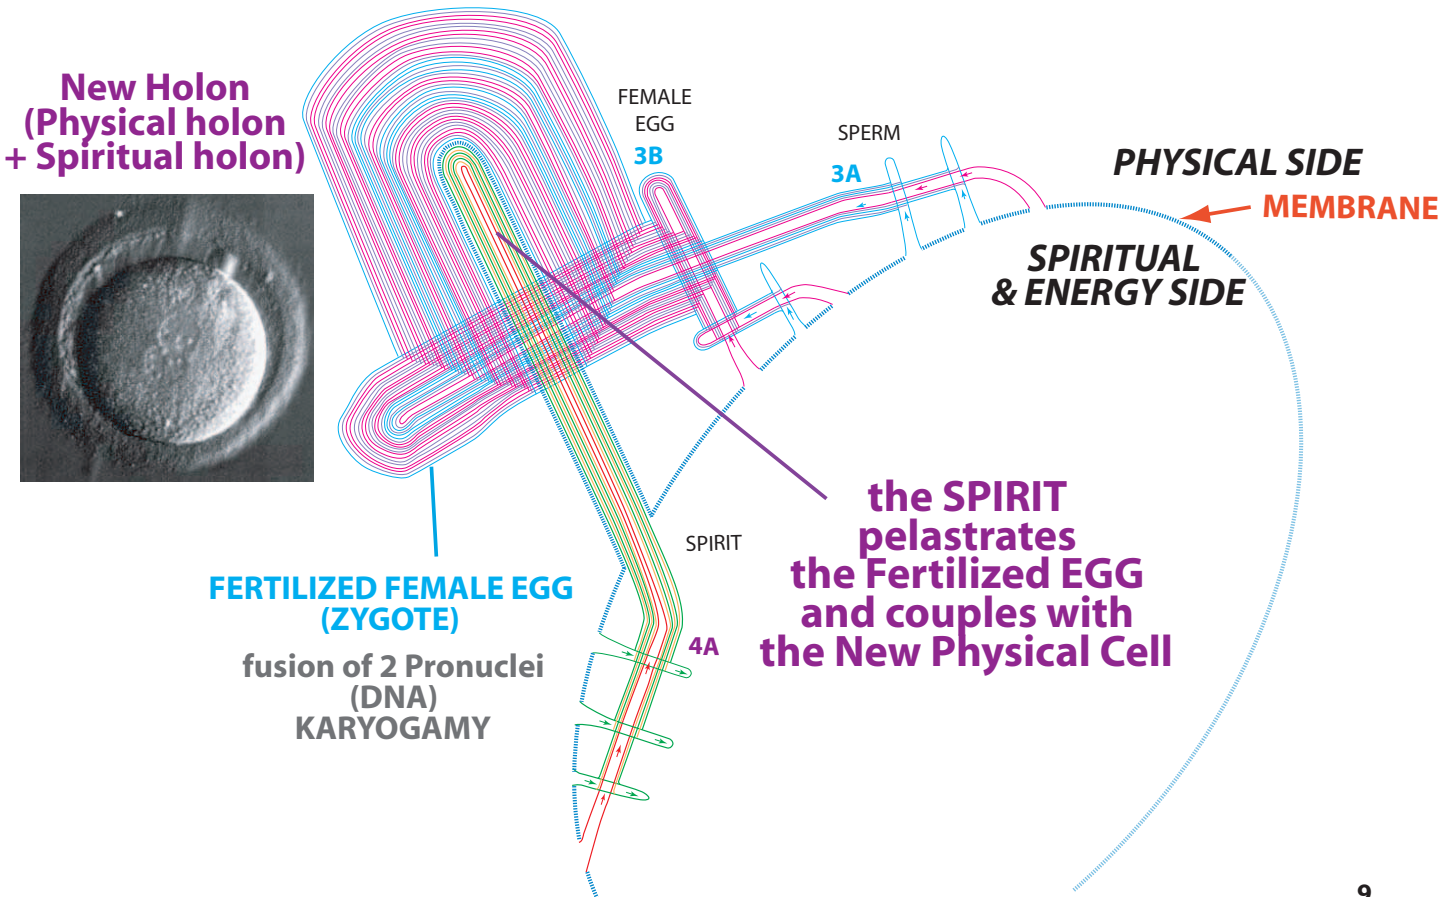 New Holon
(Physical holon
+ Spiritual holon)
FEMALE
EGG
3B
SPERM
3A
PHYSICAL SIDE
MEMBRANE
SPIRITUAL
& ENERGY SIDE
the SPIRIT
pelastrates
the Fertilized EGG
and couples with
the New Physical Cell
SPIRIT
4A
FERTILIZED FEMALE EGG
(ZYGOTE)
fusion of 2 Pronuclei
(DNA)
KARYOGAMY
9